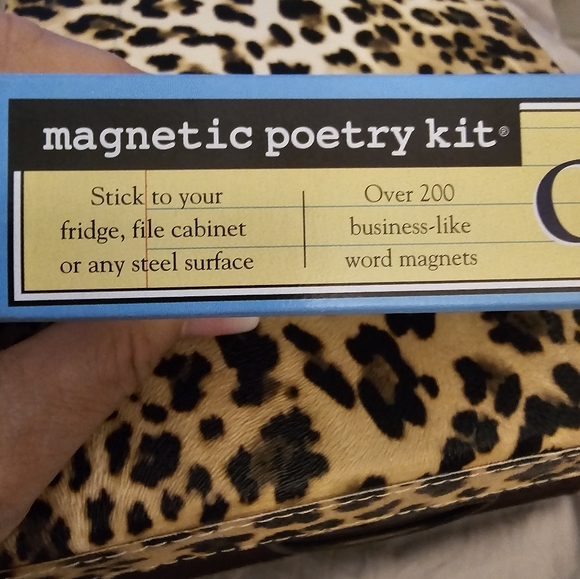 magnetic poetry kit®
Stick to your
fridge, file cabinet
or any steel surface
Over 200
business-like
word magnets